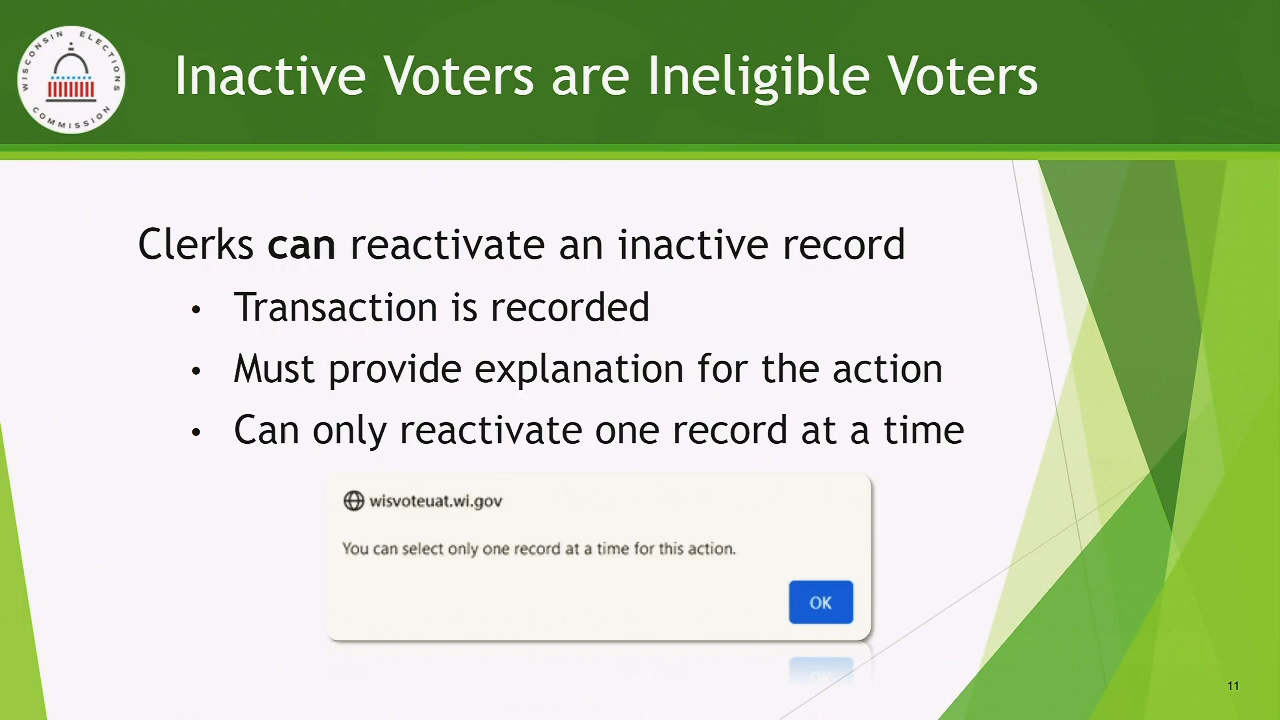 WISCONSIN ELECTIONS COMMISSION
Inactive Voters are Ineligible Voters
Clerks can reactivate an inactive record
• Transaction is recorded
• Must provide explanation for the action
• Can only reactivate one record at a time
wisvoteuat.wi.gov
You can select only one record at a time for this action.
OK
OK
11